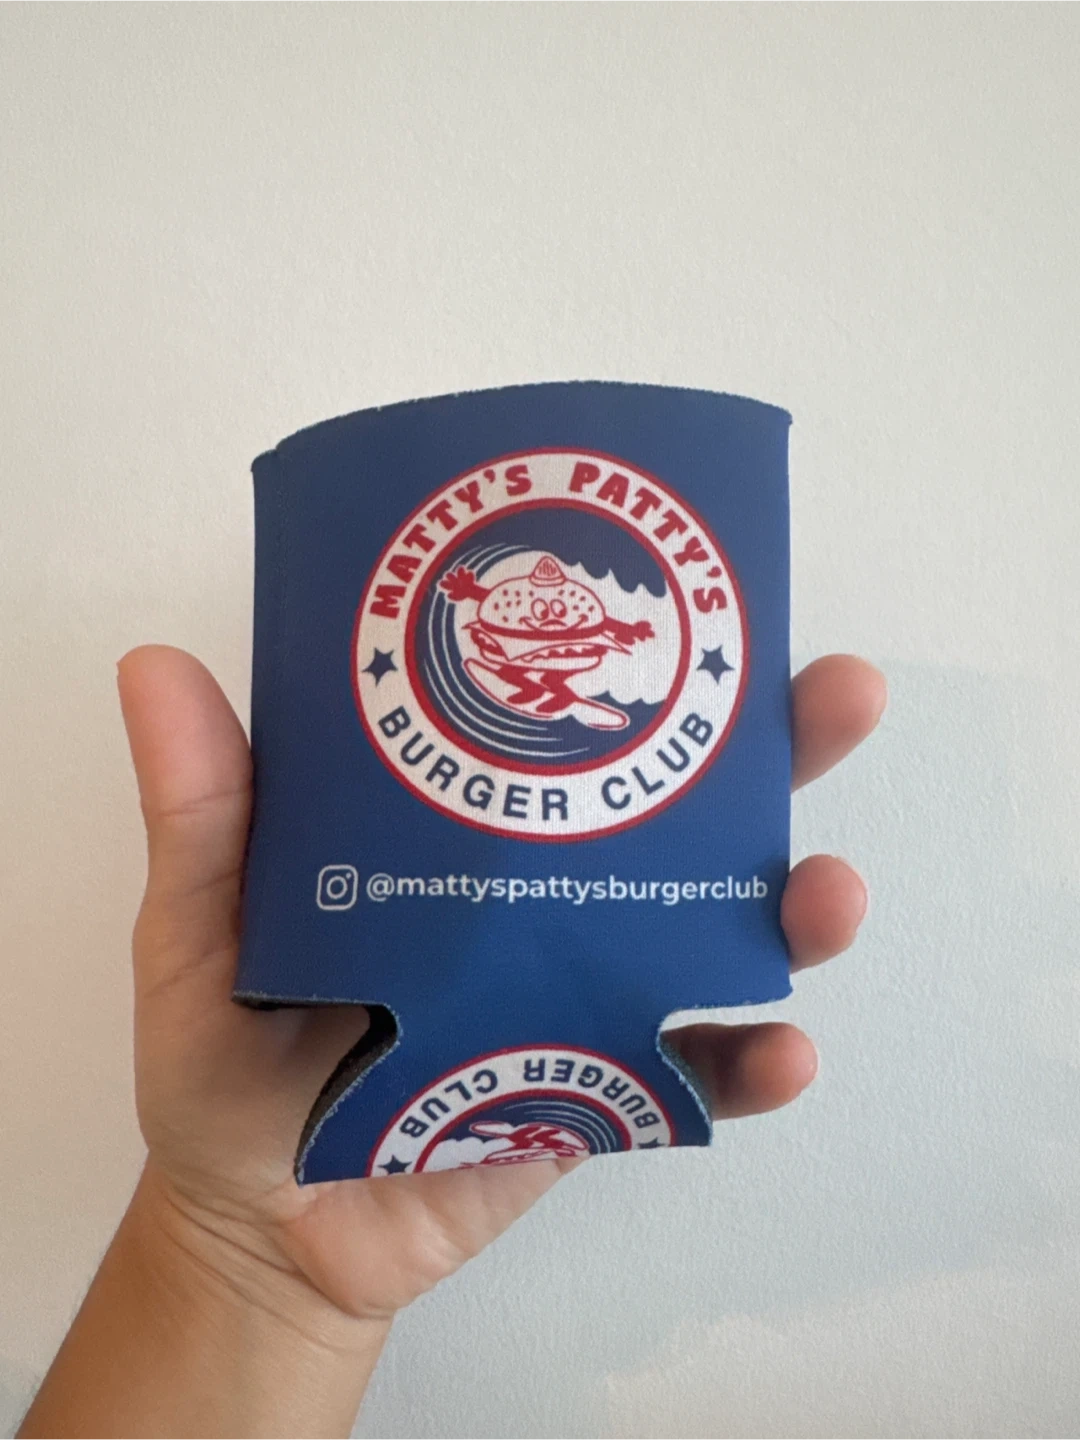 MATTY'S PATTY'S
BURGER CLUB
@mattyspattysburgerclub
BURGER CLUB